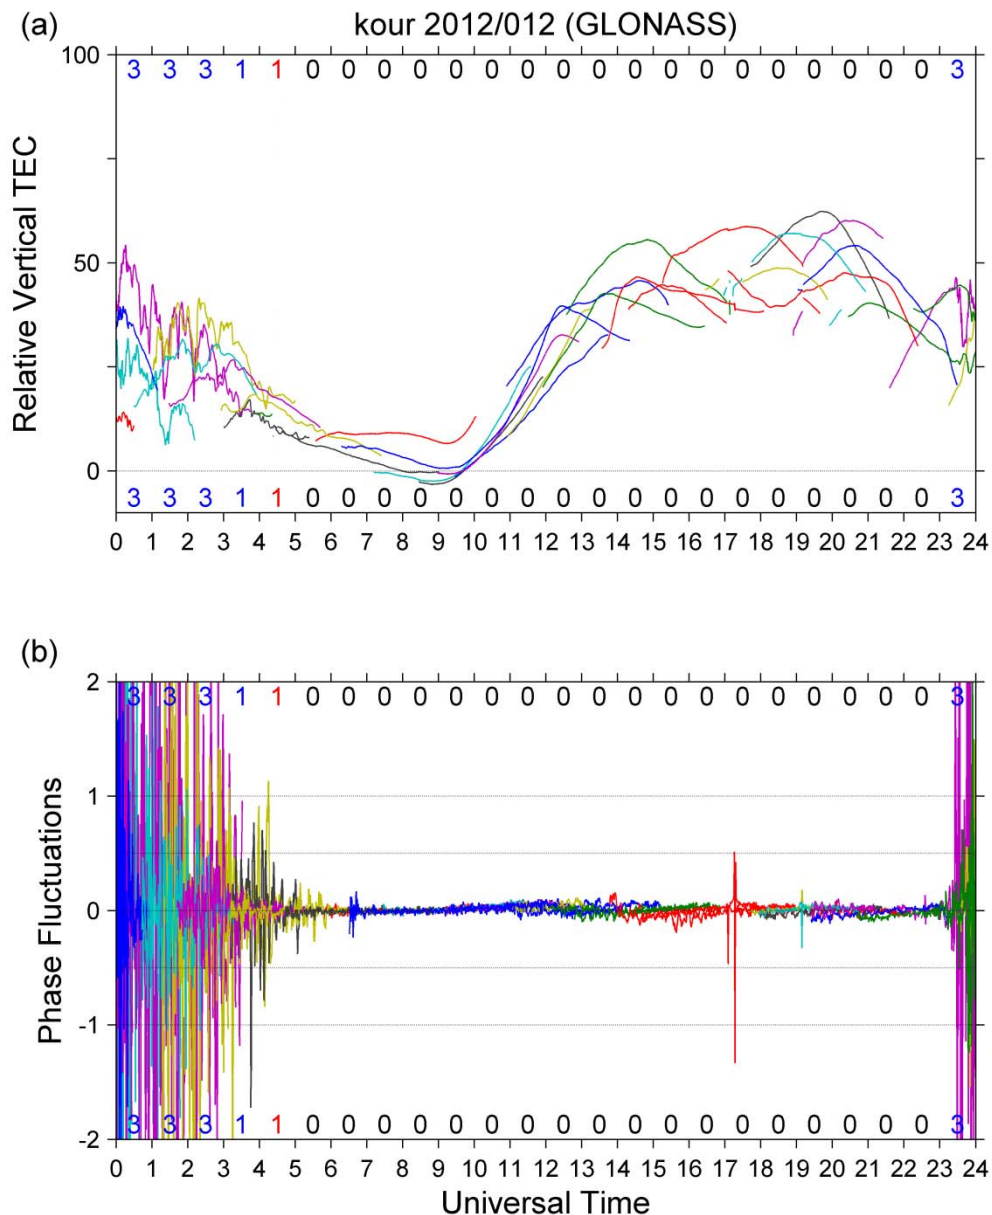 (a)
kour 2012/012 (GLONASS)
100
3 3 3 1 1 0 0 0 0 0 0 0 0 0 0 0 0 0 0 0 0 0 0 3
Relative Vertical TEC
50
0
3 3 3 1 1 0 0 0 0 0 0 0 0 0 0 0 0 0 0 0 0 0 0 3
0 1 2 3 4 5 6 7 8 9 10 11 12 13 14 15 16 17 18 19 20 21 22 23 24
(b)
2
3 3 3 1 1 0 0 0 0 0 0 0 0 0 0 0 0 0 0 0 0 0 0 3
1
Phase Fluctuations
0
-1
3 3 3 1 1 0 0 0 0 0 0 0 0 0 0 0 0 0 0 0 0 0 0 3
-2
0 1 2 3 4 5 6 7 8 9 10 11 12 13 14 15 16 17 18 19 20 21 22 23 24
Universal Time